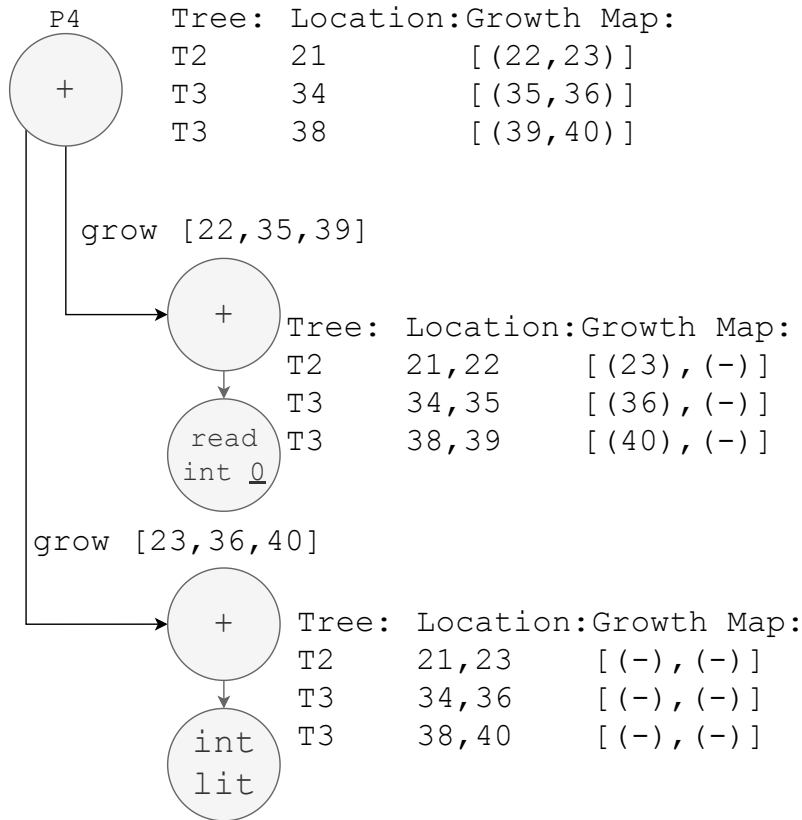 P4 Tree: Location:Growth Map:
+ T2 21 [(22,23)]
T3 34 [(35,36)]
T3 38 [(39,40)]
grow [22,35,39]
+
read
int 0
Tree: Location:Growth Map:
T2 21,22 [(23),(-)]
T3 34,35 [(36),(-)]
T3 38,39 [(40),(-)]
grow [23,36,40]
+
int
lit
Tree: Location:Growth Map:
T2 21,23 [(-),(-)]
T3 34,36 [(-),(-)]
T3 38,40 [(-),(-)]